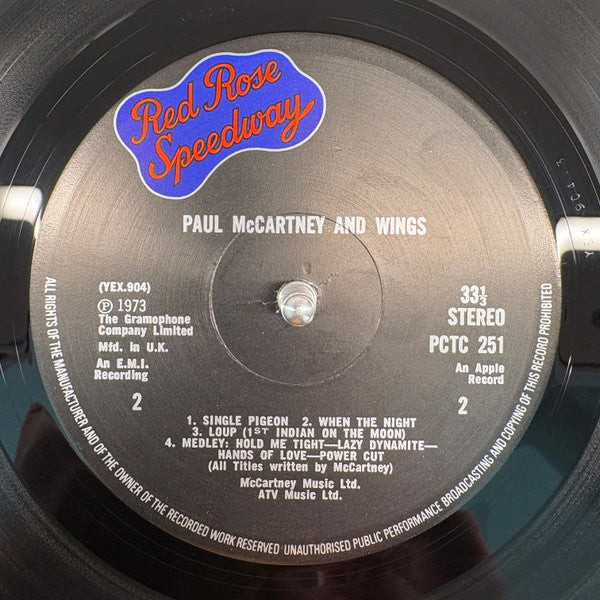 Red Rose
Speedway
PAUL McCARTNEY AND WINGS
(YEX.904)
Ⓟ 1973
The Gramophone
Company Limited
Mfd. in U.K.
An E.M.I.
Recording
2
33⅓
STEREO
PCTC 251
An Apple
Record
2
1. SINGLE PIGEON 2. WHEN THE NIGHT
3. LOUP (1ST INDIAN ON THE MOON)
4. MEDLEY: HOLD ME TIGHT—LAZY DYNAMITE—
HANDS OF LOVE—POWER CUT
(All Titles written by McCartney)
McCartney Music Ltd.
ATV Music Ltd.
ALL RIGHTS OF THE MANUFACTURER AND OF THE OWNER OF THE RECORDED WORK RESERVED UNAUTHORISED PUBLIC PERFORMANCE BROADCASTING AND COPYING OF THIS RECORD PROHIBITED
YEX 904-3